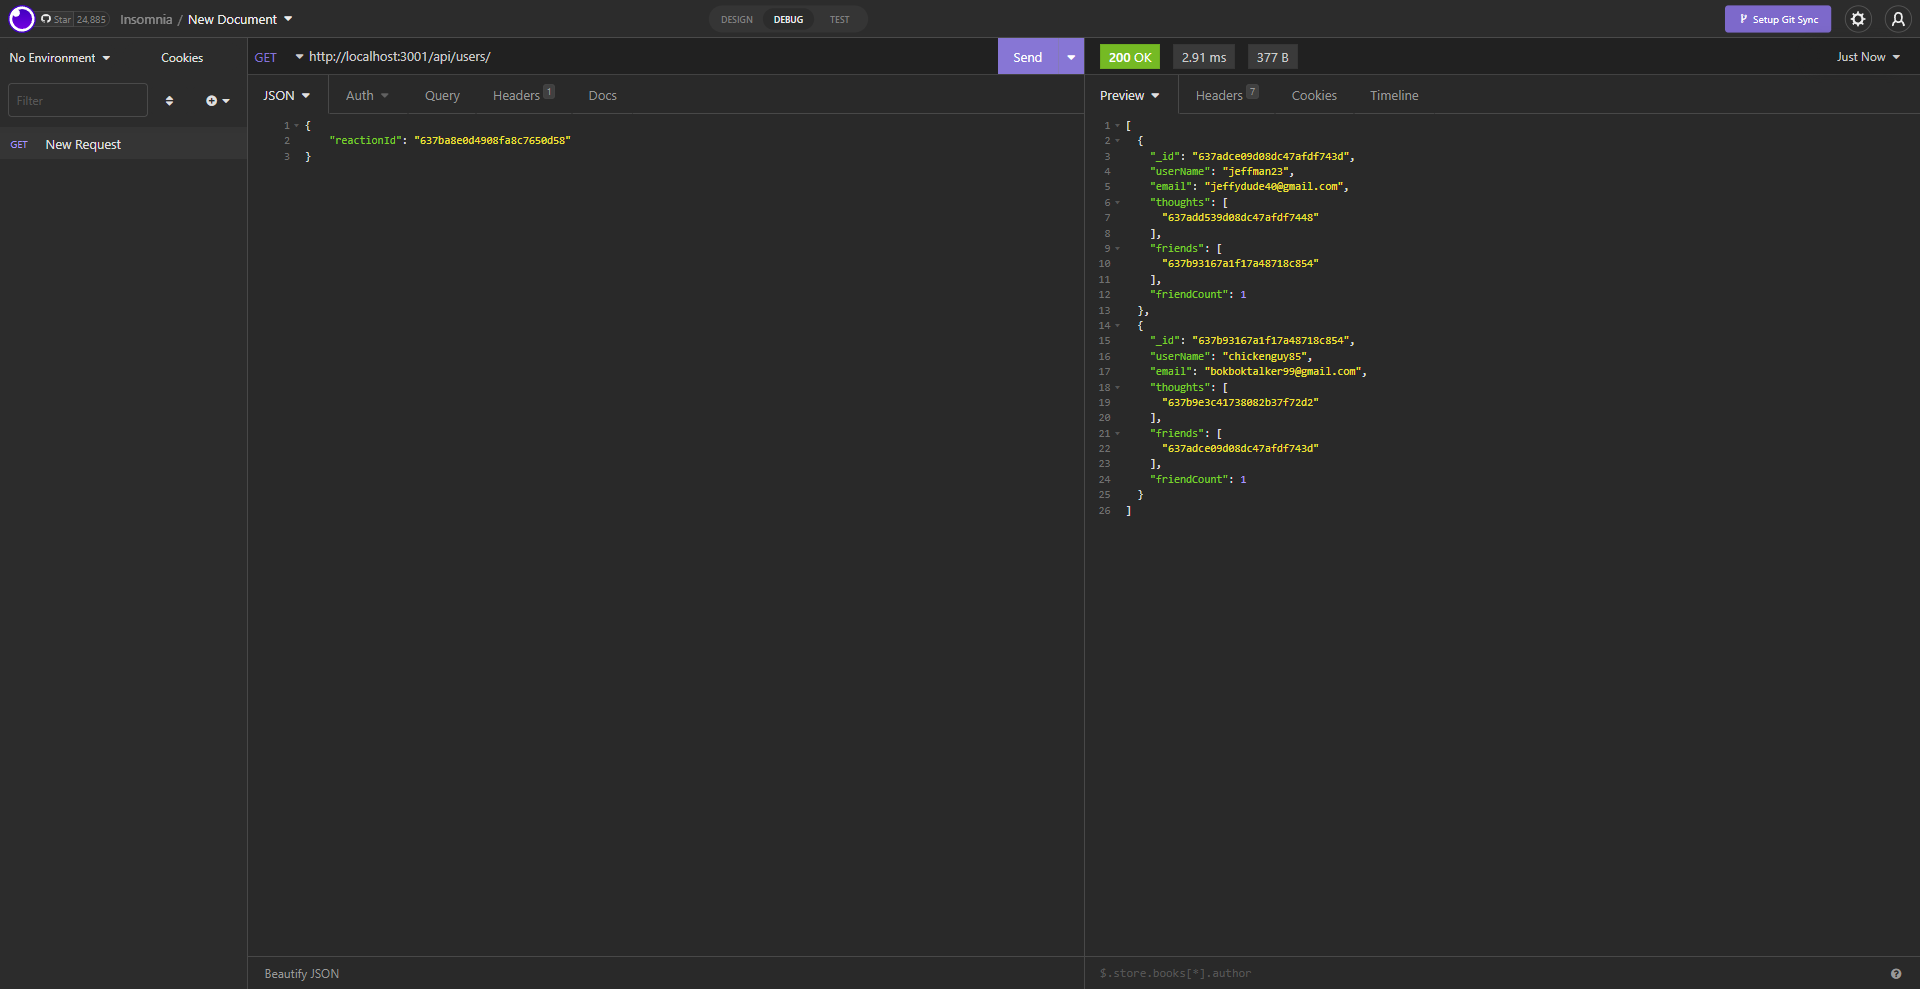 Star 24,885 Insomnia / New Document DESIGN DEBUG TEST Setup Git Sync
No Environment Cookies
Filter
GET New Request
GET http://localhost:3001/api/users/ Send
JSON Auth Query Headers 1 Docs
1 {
2 "reactionId": "637ba8e0d4908fa8c7650d58"
3 }
Beautify JSON
200 OK 2.91 ms 377 B Just Now
Preview Headers 7 Cookies Timeline
1 [
2 {
3 "_id": "637adce09d08dc47afdf743d",
4 "userName": "jeffman23",
5 "email": "jeffydude40@gmail.com",
6 "thoughts": [
7 "637add539d08dc47afdf7448"
8 ],
9 "friends": [
10 "637b93167a1f17a48718c854"
11 ],
12 "friendCount": 1
13 },
14 {
15 "_id": "637b93167a1f17a48718c854",
16 "userName": "chickenguy85",
17 "email": "bokboktalker99@gmail.com",
18 "thoughts": [
19 "637b9e3c41738082b37f72d2"
20 ],
21 "friends": [
22 "637adce09d08dc47afdf743d"
23 ],
24 "friendCount": 1
25 }
26 ]
$.store.books[*].author